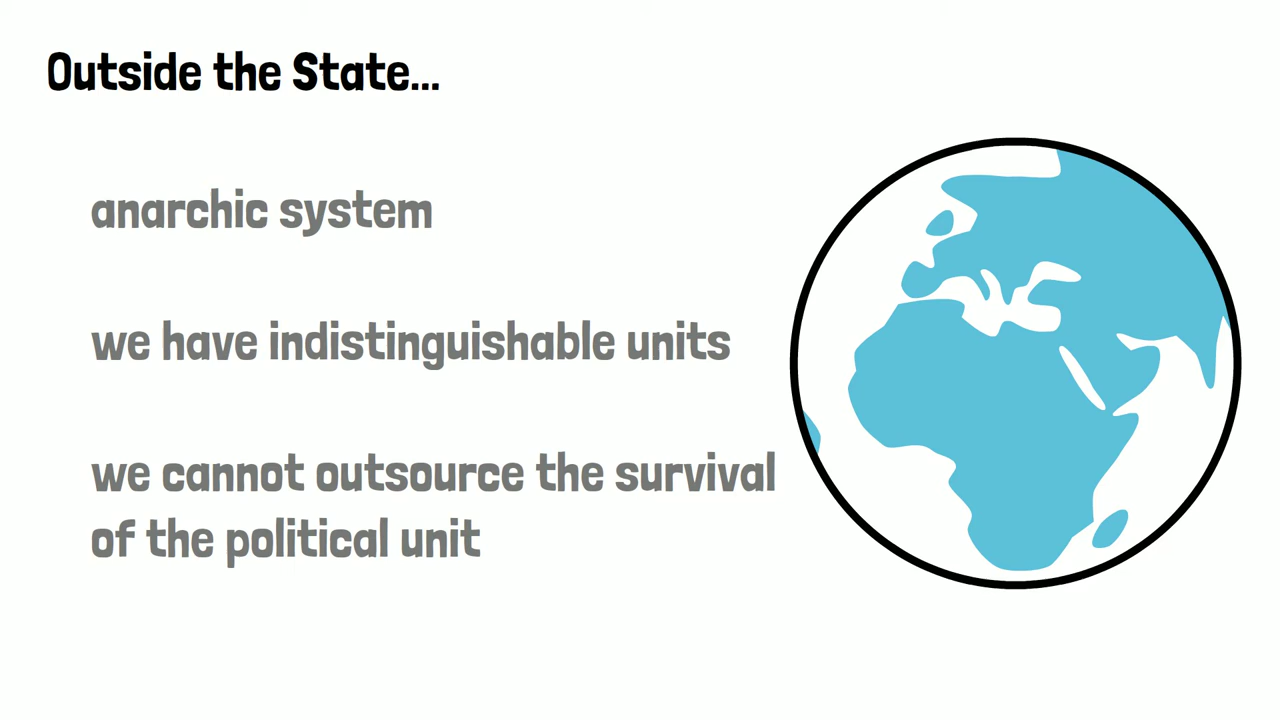 Outside the State...
anarchic system
we have indistinguishable units
we cannot outsource the survival
of the political unit